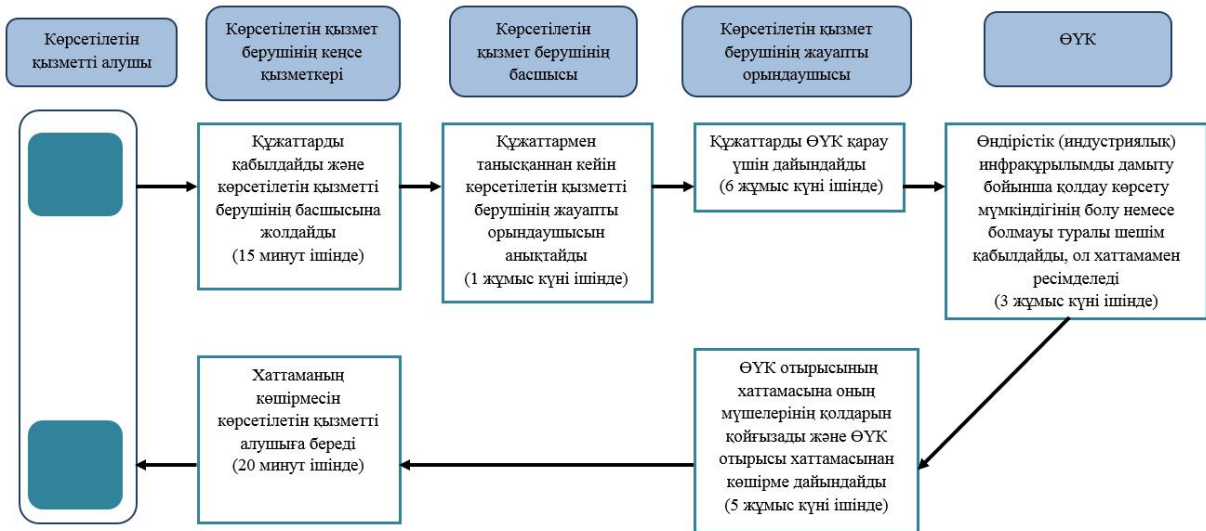 Көрсетілетін
қызметті алушы
Көрсетілетін қызмет
берушінің кеңсе
қызметкері
Көрсетілетін
қызмет берушінің
басшысы
Көрсетілетін қызмет
берушінің жауапты
орындаушысы
ӨҮК
Құжаттарды
қабылдайды және
көрсетілетін қызметті
берушінің басшысына
жолдайды
(15 минут ішінде)
Құжаттармен
танысқаннан кейін
көрсетілетін қызметті
берушінің жауапты
орындаушысын
анықтайды
(1 жұмыс күні ішінде)
Құжаттарды ӨҮК қарау
үшін дайындайды
(6 жұмыс күні ішінде)
Өндірістік (индустриялық)
инфрақұрылымды дамыту
бойынша қолдау көрсету
мүмкіндігінің болу немесе
болмауы туралы шешім
қабылдайды, ол хаттамамен
ресімделеді
(3 жұмыс күні ішінде)
Хаттаманың
көшірмесін
көрсетілетін қызметті
алушыға береді
(20 минут ішінде)
ӨҮК отырысының
хаттамасына оның
мүшелерінің қолдарын
қойғызады және ӨҮК
отырысы хаттамасынан
көшірме дайындайды
(5 жұмыс күні ішінде)